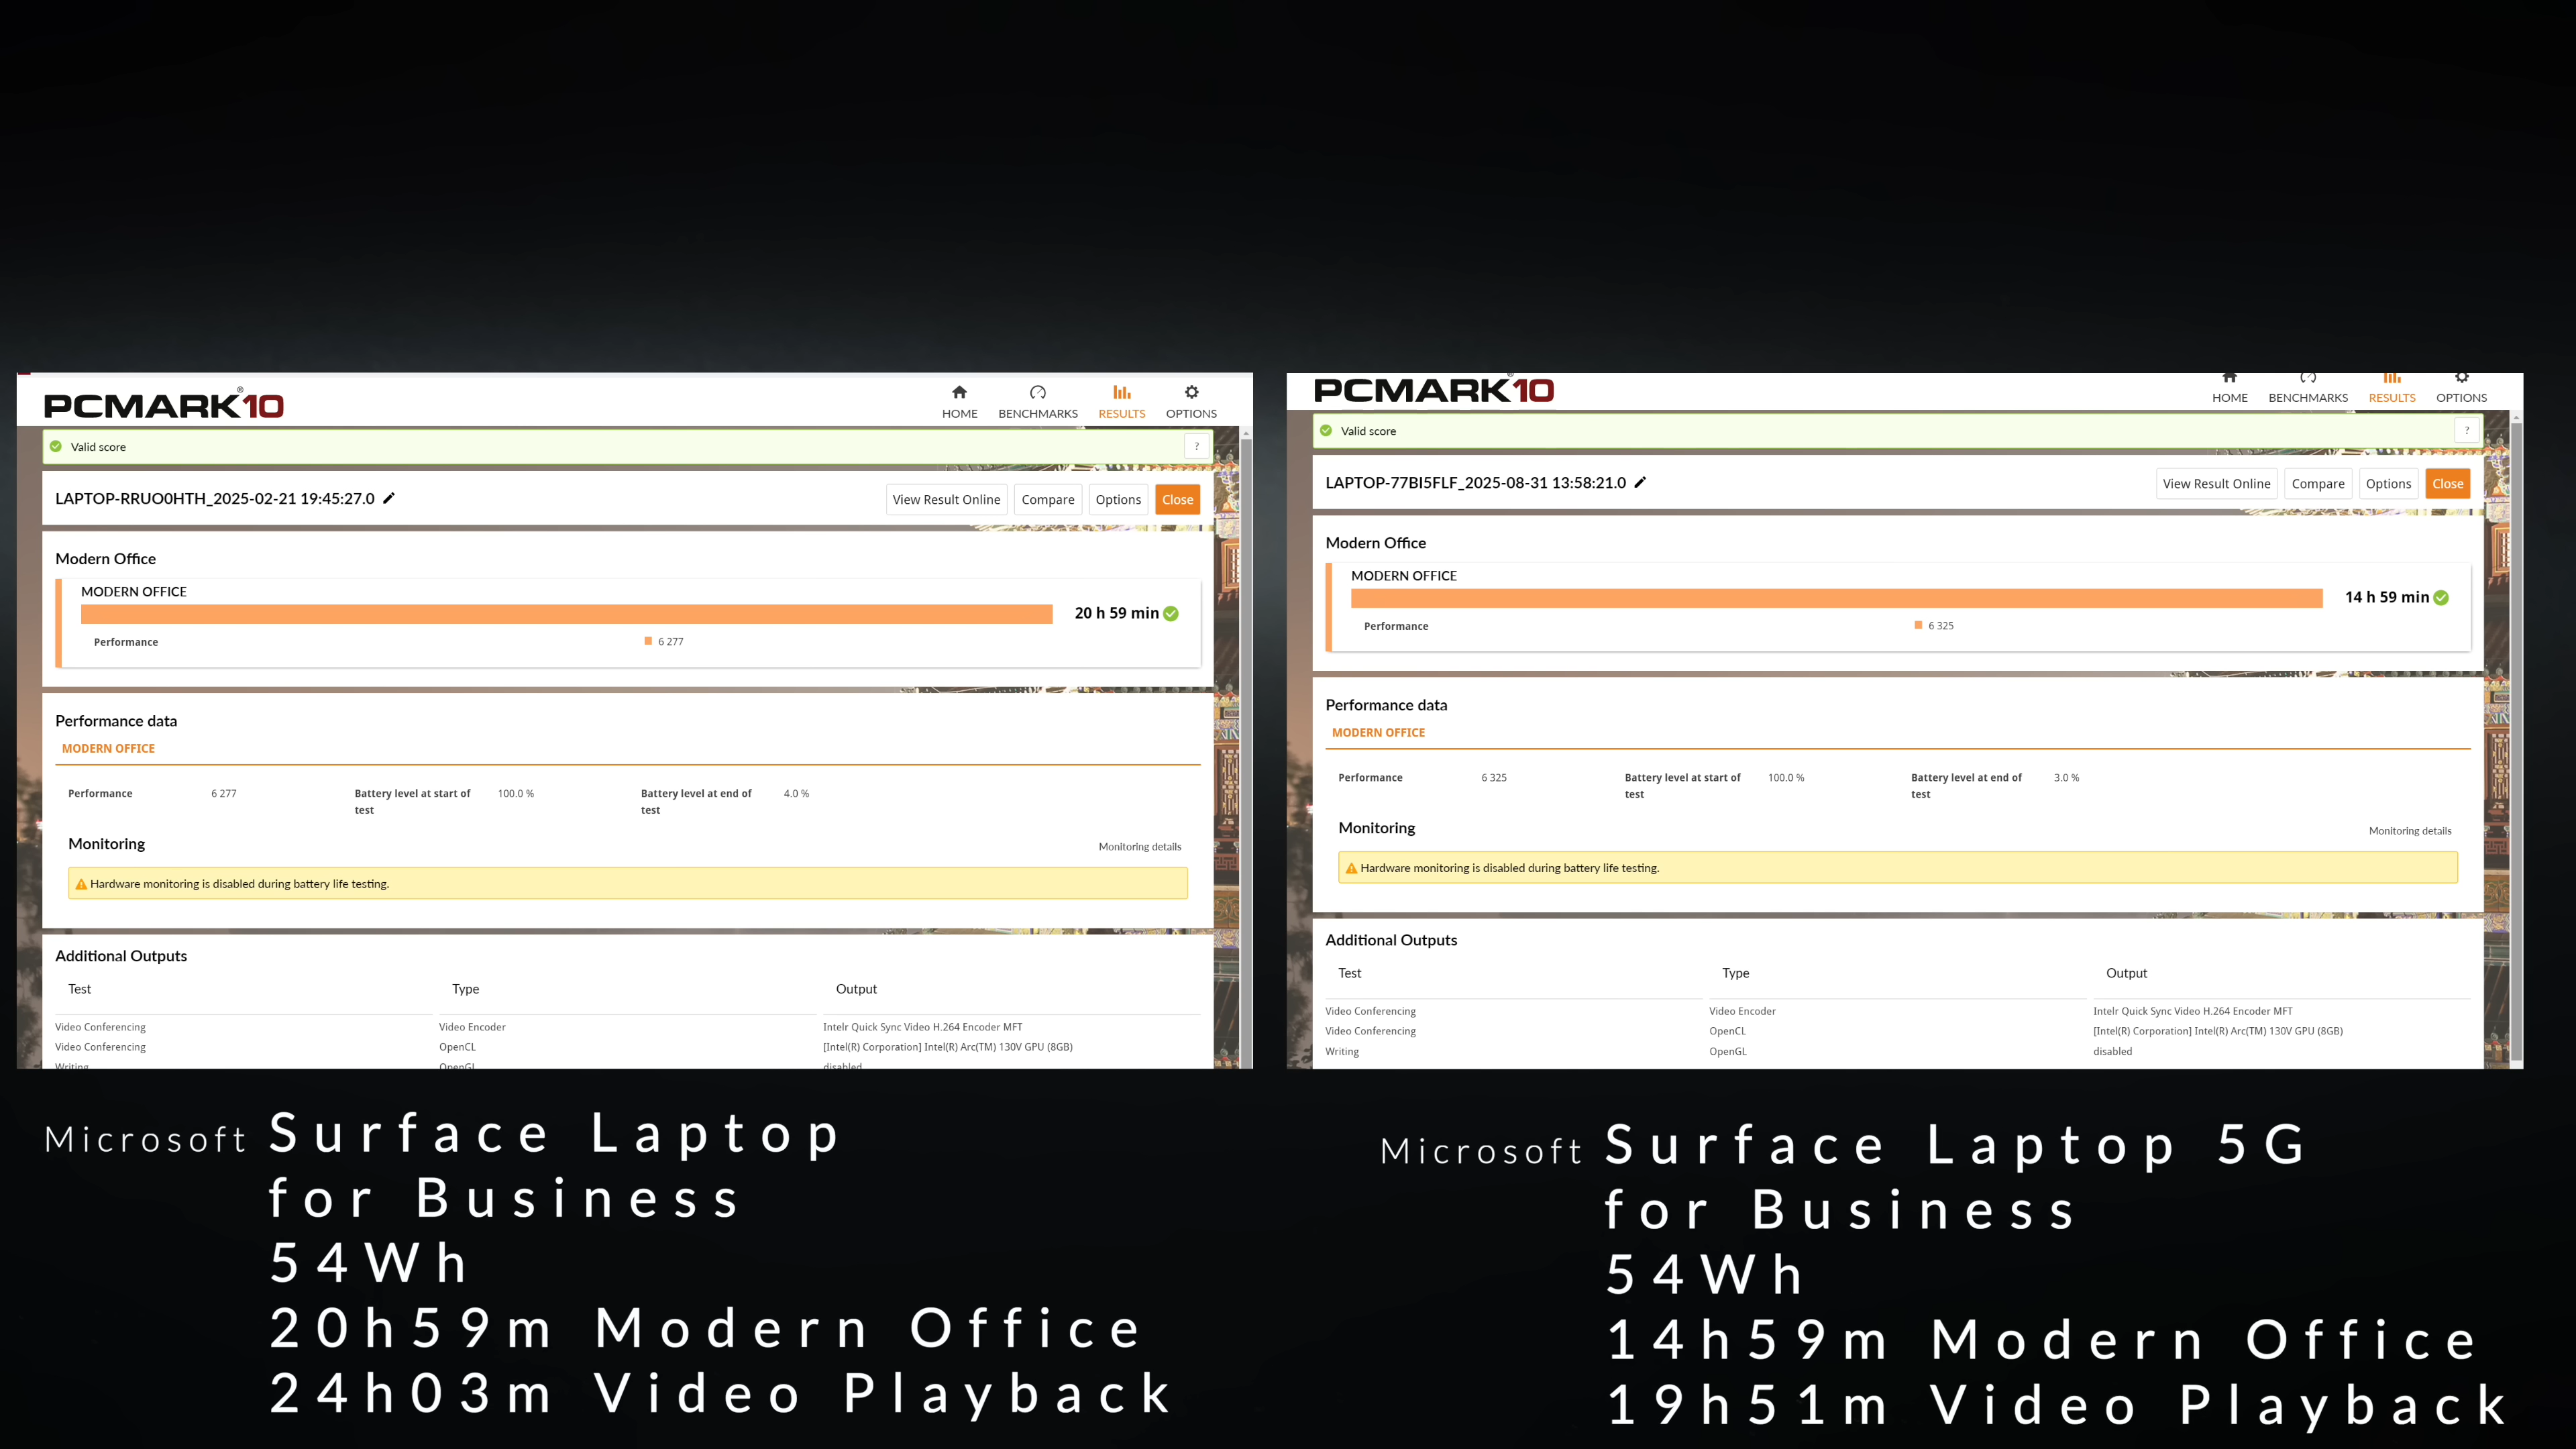 PCMARK®10
HOME BENCHMARKS RESULTS OPTIONS
Valid score ?
LAPTOP-RRUO0HTH_2025-02-21 19:45:27.0 View Result Online Compare Options Close
Modern Office
MODERN OFFICE
20 h 59 min
Performance 6 277
Performance data
MODERN OFFICE
Performance 6 277 Battery level at start of test 100.0 % Battery level at end of test 4.0 %
Monitoring
Monitoring details
Hardware monitoring is disabled during battery life testing.
Additional Outputs
Test Type Output
Video Conferencing Video Encoder Intelr Quick Sync Video H.264 Encoder MFT
Video Conferencing OpenCL [Intel(R) Corporation] Intel(R) Arc(TM) 130V GPU (8GB)
Writing OpenGL disabled
Microsoft Surface Laptop
for Business
54Wh
20h59m Modern Office
24h03m Video Playback
PCMARK®10
HOME BENCHMARKS RESULTS OPTIONS
Valid score ?
LAPTOP-77BI5FLF_2025-08-31 13:58:21.0 View Result Online Compare Options Close
Modern Office
MODERN OFFICE
14 h 59 min
Performance 6 325
Performance data
MODERN OFFICE
Performance 6 325 Battery level at start of test 100.0 % Battery level at end of test 3.0 %
Monitoring
Monitoring details
Hardware monitoring is disabled during battery life testing.
Additional Outputs
Test Type Output
Video Conferencing Video Encoder Intelr Quick Sync Video H.264 Encoder MFT
Video Conferencing OpenCL [Intel(R) Corporation] Intel(R) Arc(TM) 130V GPU (8GB)
Writing OpenGL disabled
Microsoft Surface Laptop 5G
for Business
54Wh
14h59m Modern Office
19h51m Video Playback